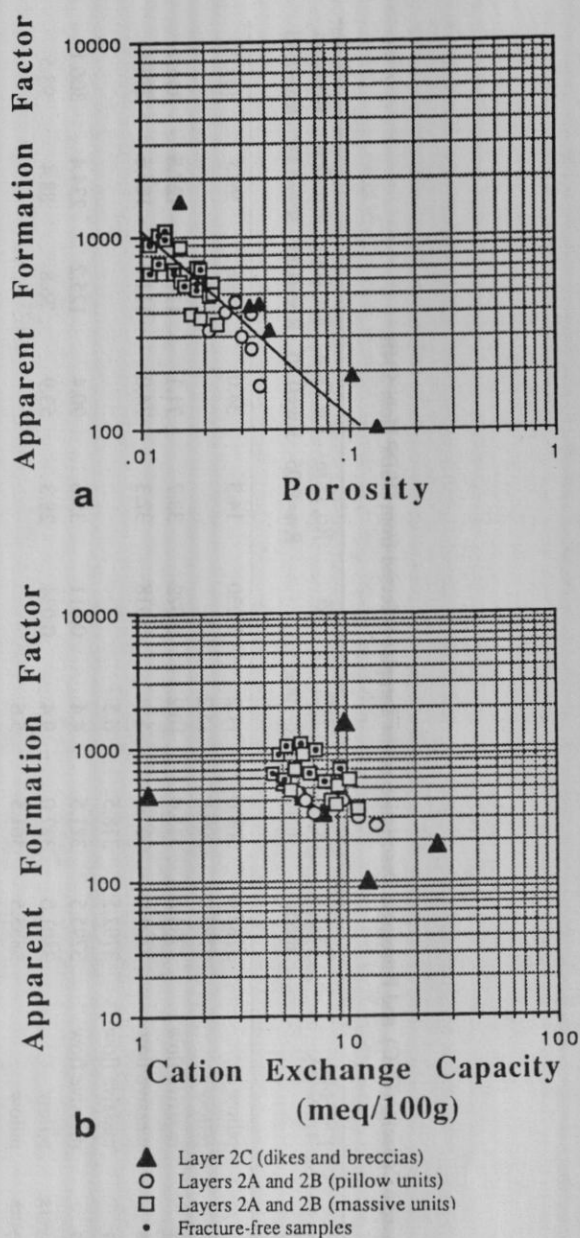 Apparent Formation Factor
10000
1000
100
.01
.1
1
Porosity
a
Apparent Formation Factor
10000
1000
100
10
1
10
100
Cation Exchange Capacity
(meq/100g)
b
Layer 2C (dikes and breccias)
Layers 2A and 2B (pillow units)
Layers 2A and 2B (massive units)
Fracture-free samples